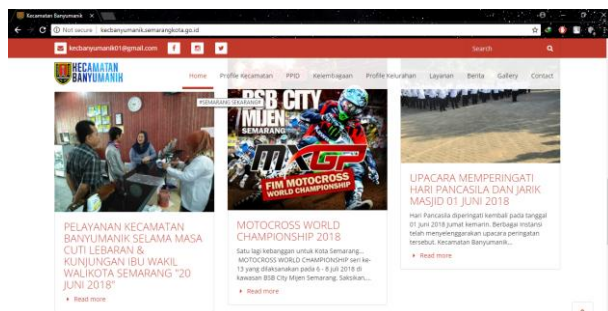 Kecamatan Banyumanik
Not secure | kecbanyumanik.semarangkota.go.id
kecbanyumanik01@gmail.com
Search
KECAMATAN
BANYUMANIK
Home Profile Kecamatan PPID Kelembagaan Profile Kelurahan Layanan Berita Gallery Contact
#SEMARANG SEKARANG#
PELAYANAN KECAMATAN
BANYUMANIK SELAMA MASA
CUTI LEBARAN &
KUNJUNGAN IBU WAKIL
WALIKOTA SEMARANG "20
JUNI 2018"
Read more
BSB CITY
MIJEN
SEMARANG
MXGP
FIM MOTOCROSS
WORLD CHAMPIONSHIP
MOTOCROSS WORLD
CHAMPIONSHIP 2018
Satu lagi kebanggan untuk Kota Semarang...
MOTOCROSS WORLD CHAMPIONSHIP seri ke-
13 yang dilaksanakan pada 6 - 8 juli 2018 di
kawasan BSB City Mijen Semarang. Saksikan,...
Read more
UPACARA MEMPERINGATI
HARI PANCASILA DAN JARIK
MASJID 01 JUNI 2018
Hari Pancasila diperingati kembali pada tanggal
01 Juni 2018 Jumat kemarin. Berbagai instansi
telah menyelenggarakan upacara peringatan
tersebut. Kecamatan Banyumanik...
Read more